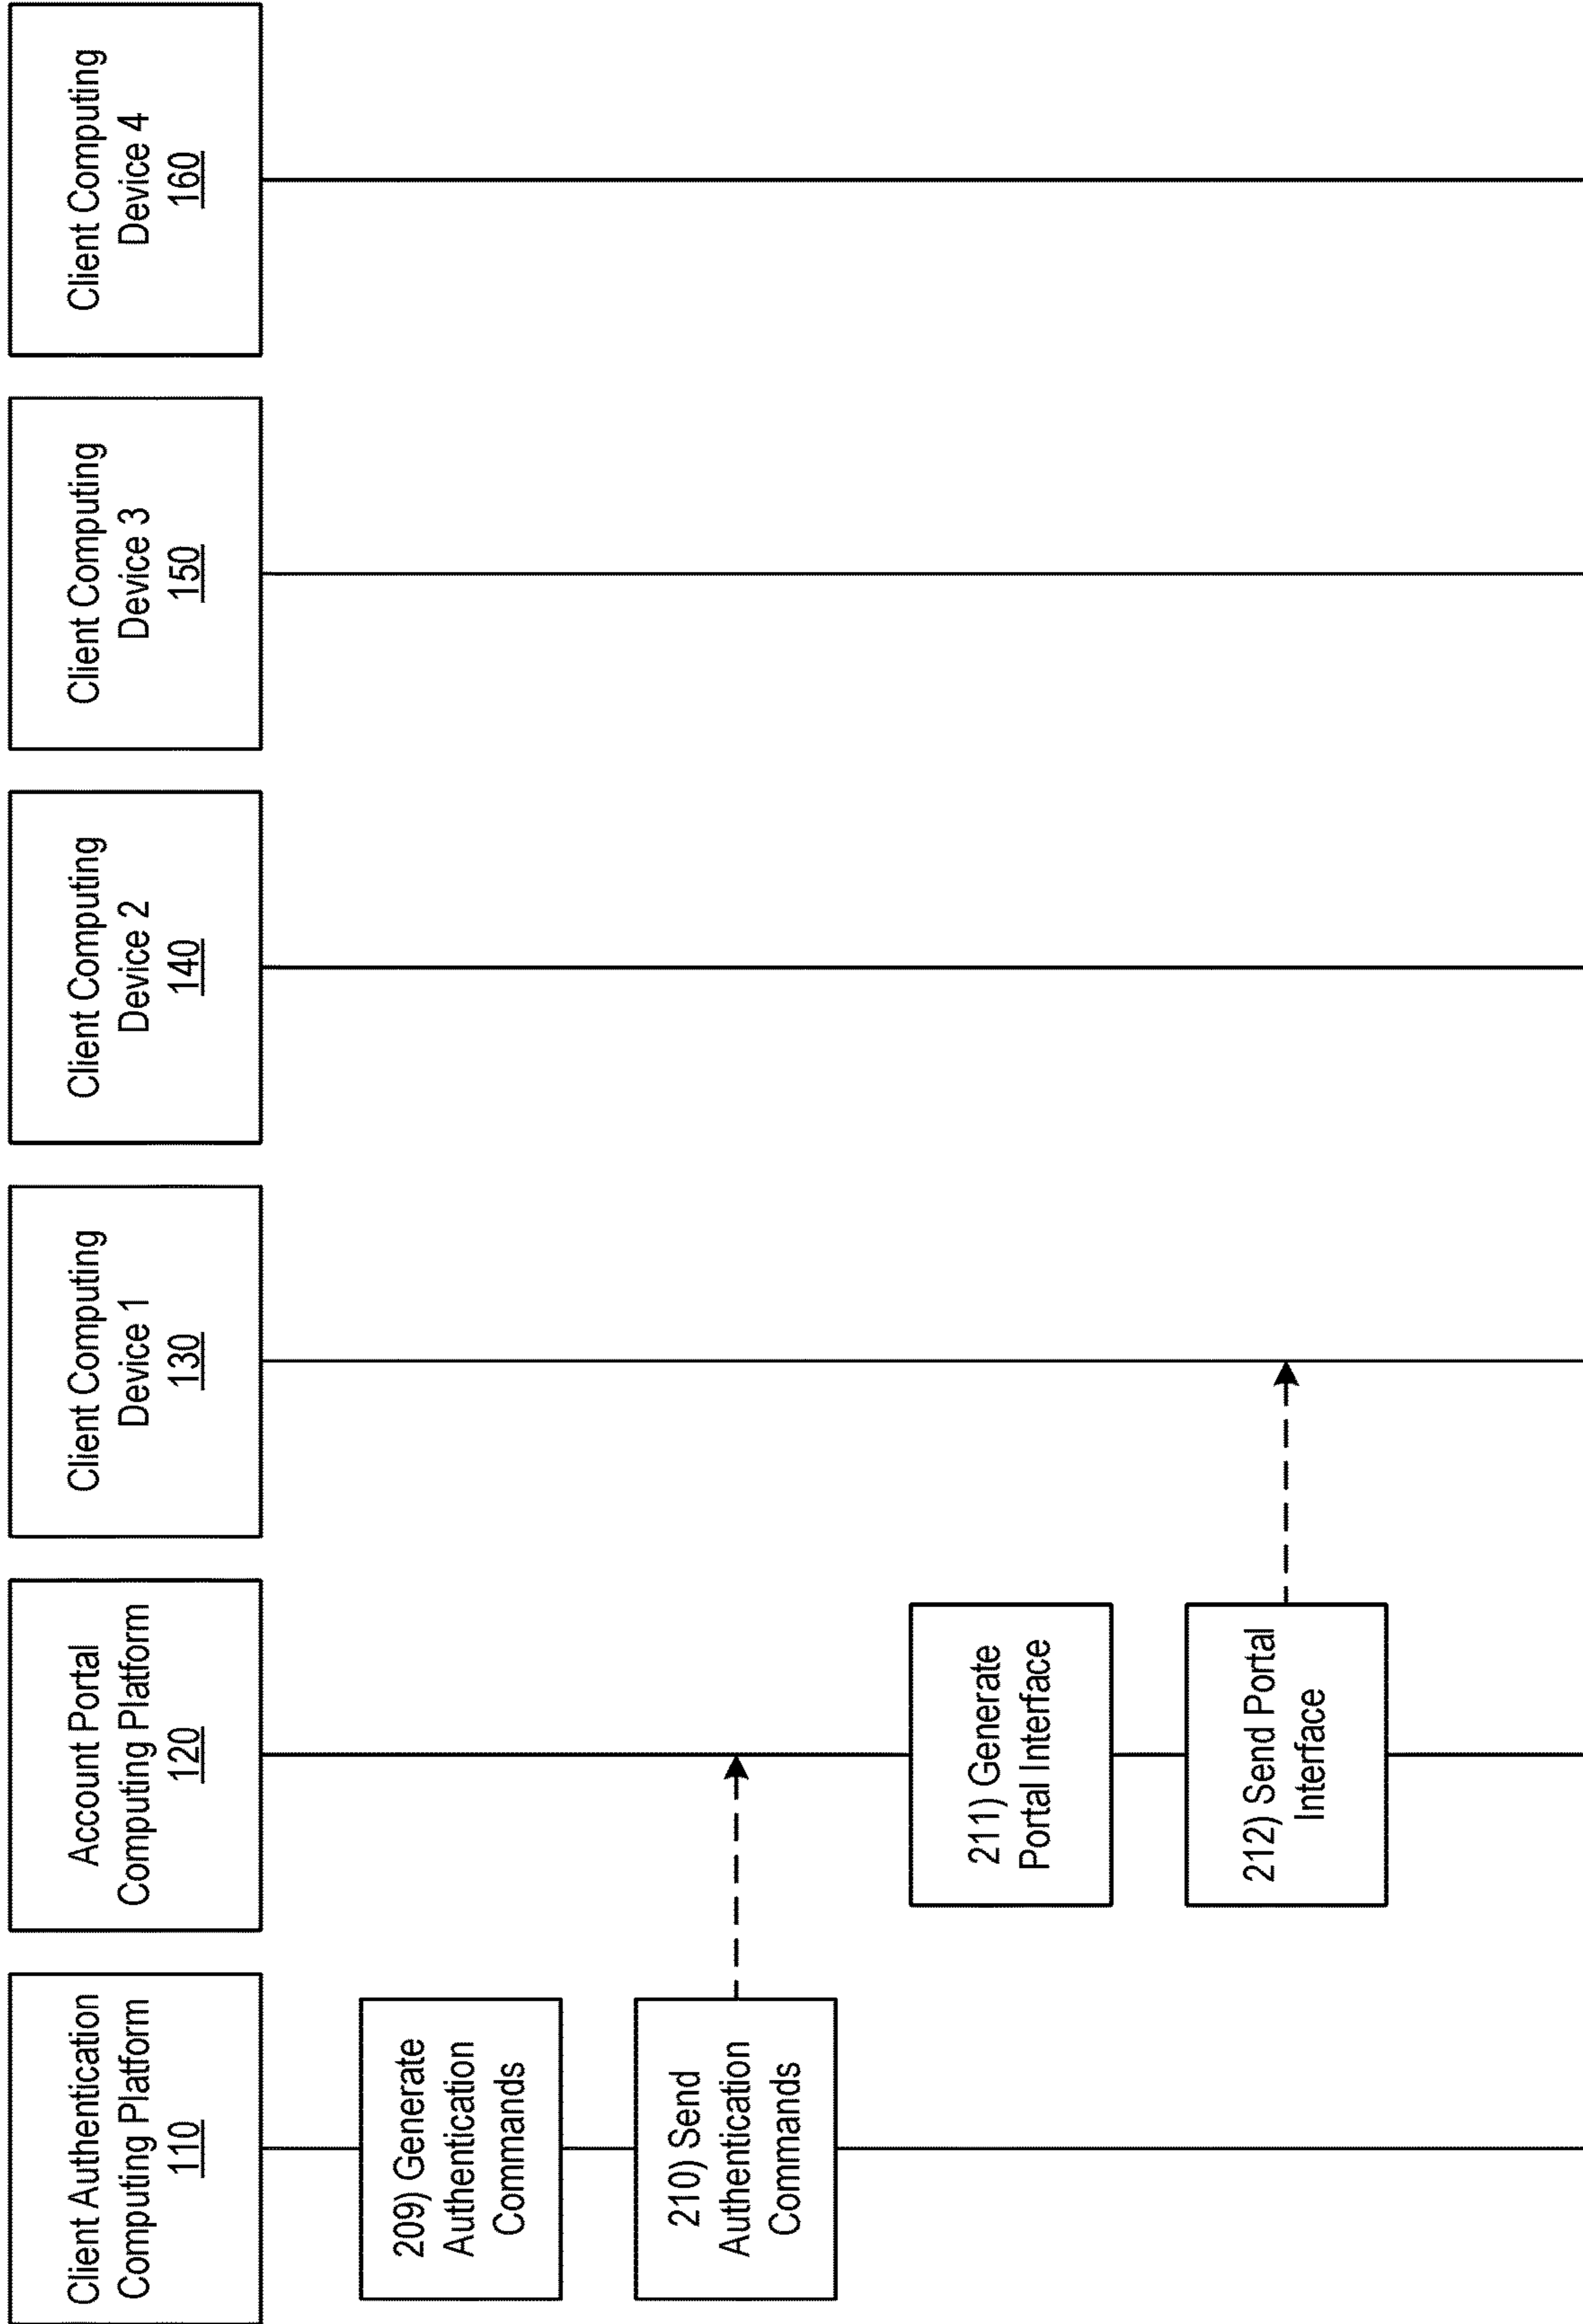 Client Authentication
Computing Platform
110
Account Portal
Computing Platform
120
Client Computing
Device 1
130
Client Computing
Device 2
140
Client Computing
Device 3
150
Client Computing
Device 4
160
209) Generate
Authentication
Commands
210) Send
Authentication
Commands
211) Generate
Portal Interface
212) Send Portal
Interface